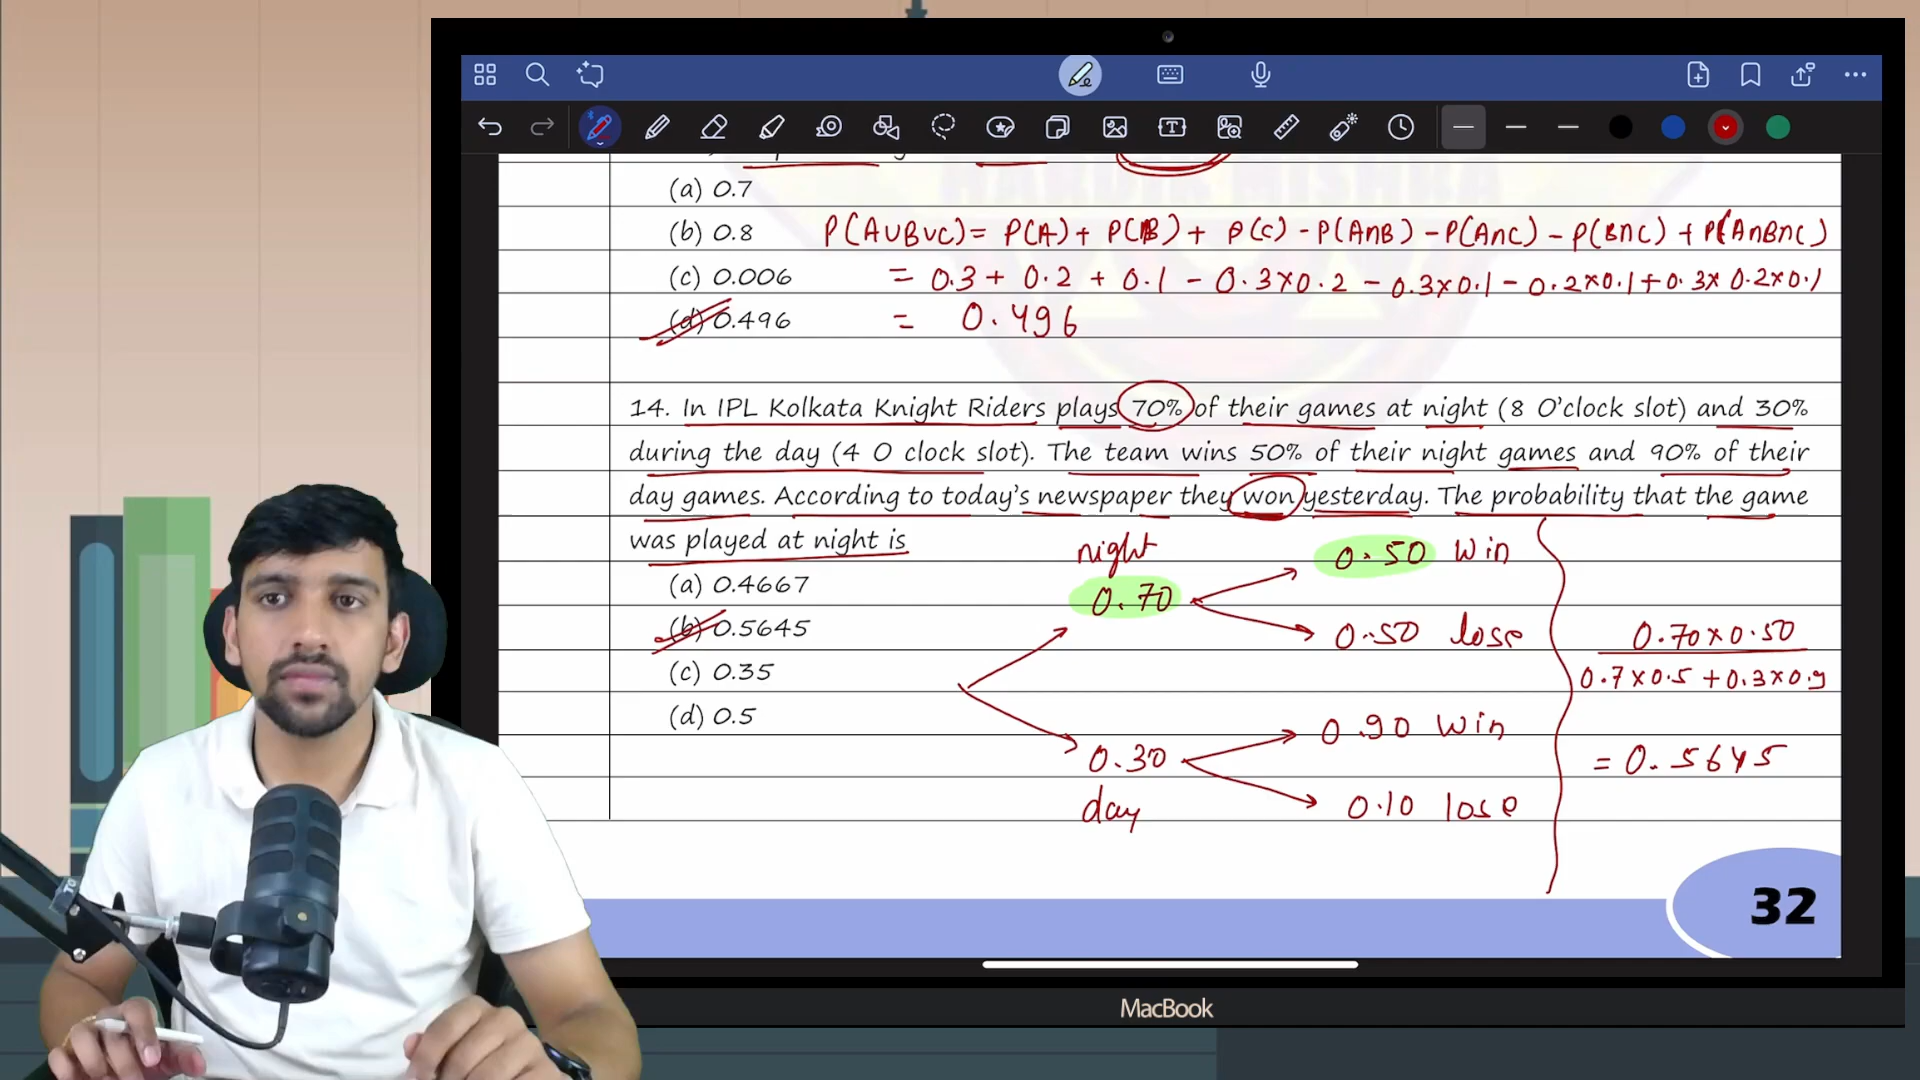 (a) 0.7
(b) 0.8
P(A∪B∪C) = P(A) + P(B) + P(C) - P(A∩B) - P(A∩C) - P(B∩C) + P(A∩B∩C)
(c) 0.006
= 0.3 + 0.2 + 0.1 - 0.3×0.2 - 0.3×0.1 - 0.2×0.1 + 0.3×0.2×0.1
(d) 0.496
= 0.496
14. In IPL Kolkata Knight Riders plays 70% of their games at night (8 O'clock slot) and 30%
during the day (4 O clock slot). The team wins 50% of their night games and 90% of their
day games. According to today's newspaper they won yesterday. The probability that the game
was played at night is
(a) 0.4667
(b) 0.5645
(c) 0.35
(d) 0.5
night
0.70
0.50 win
0.50 lose
0.30
day
0.90 win
0.10 lose
0.70×0.50
0.7×0.5 + 0.3×0.9
= 0.5645
32
MacBook